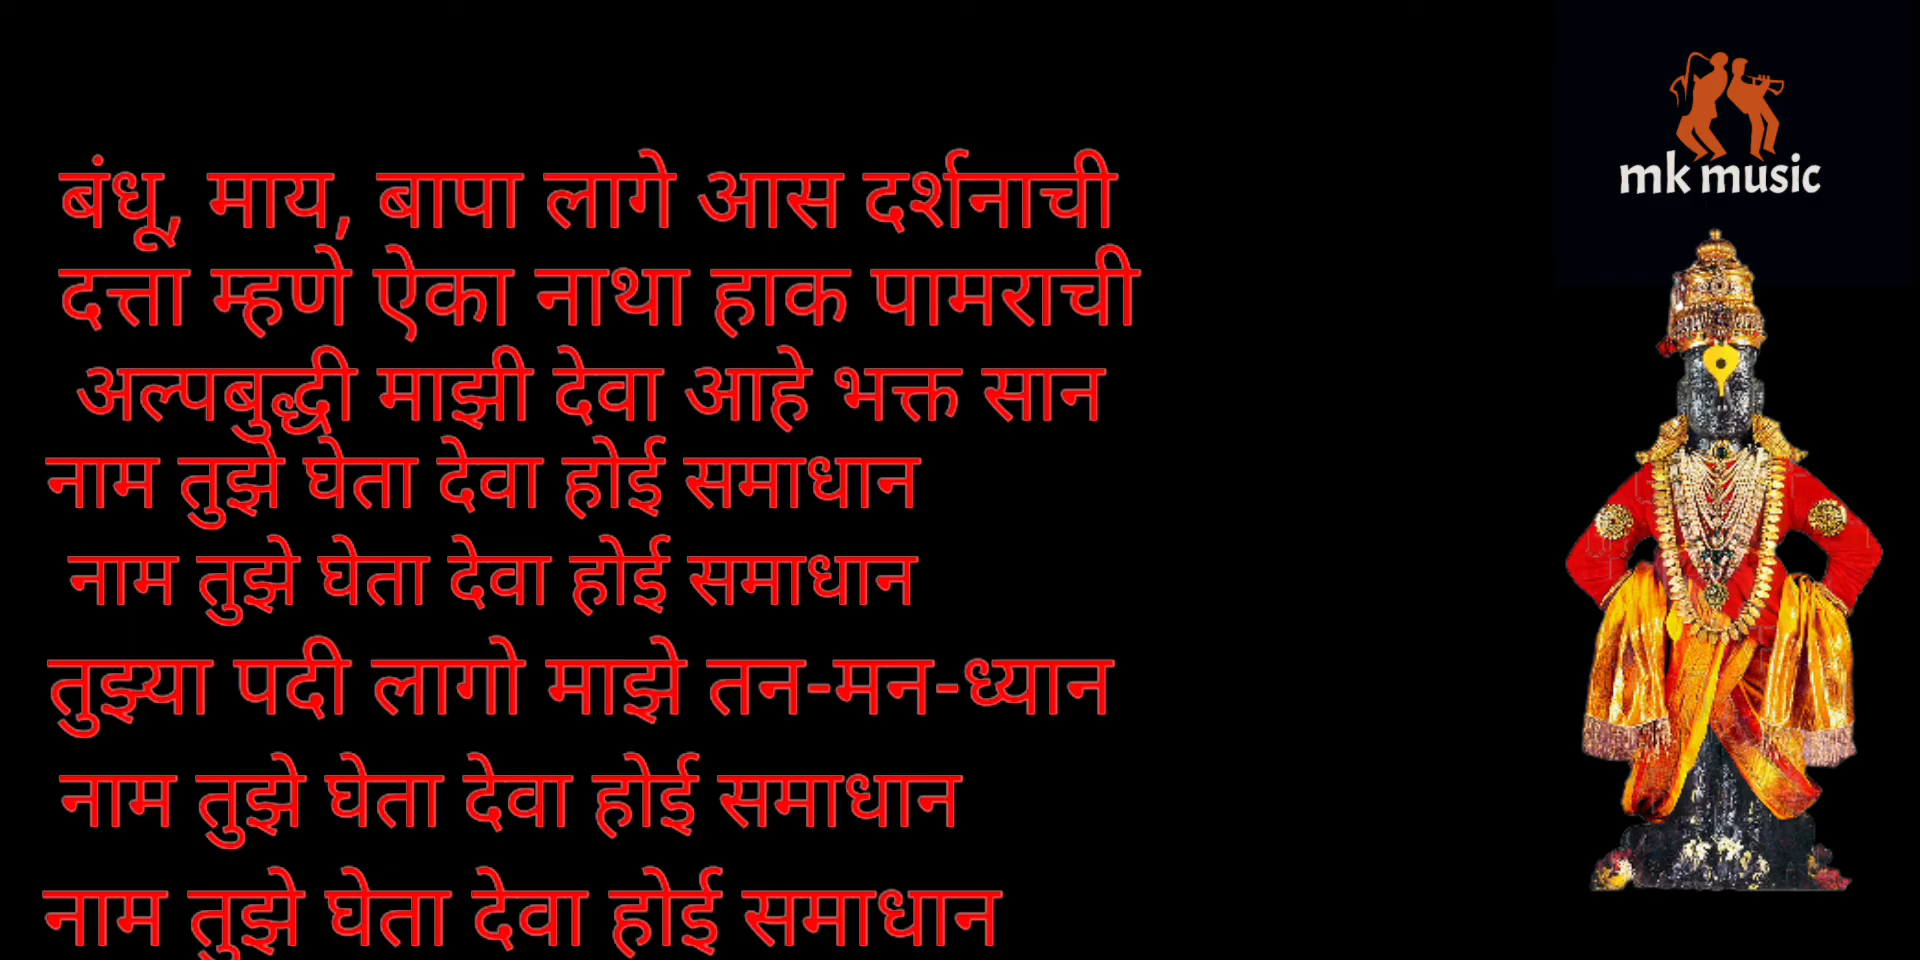 mk music
बंधू, माय, बापा लागे आस दर्शनाची
दत्ता म्हणे ऐका नाथा हाक पामराची
अल्पबुद्धी माझी देवा आहे भक्त सान
नाम तुझे घेता देवा होई समाधान
नाम तुझे घेता देवा होई समाधान
तुझ्या पदी लागो माझे तन-मन-ध्यान
नाम तुझे घेता देवा होई समाधान
नाम तुझे घेता देवा होई समाधान